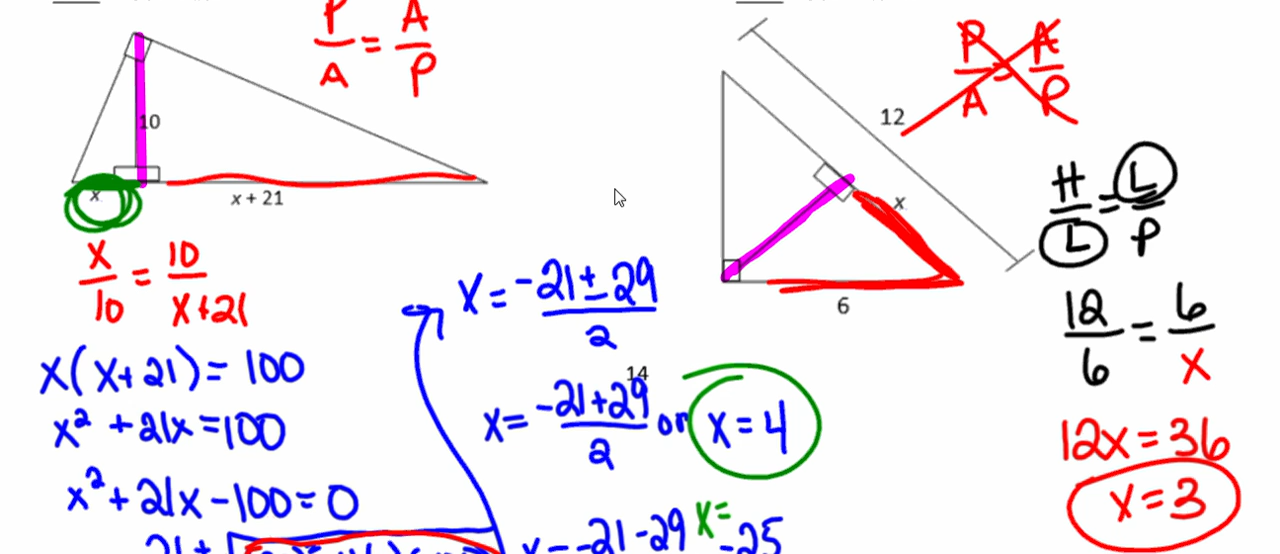 P/A = A/P
10
x
x + 21
x/10 = 10/x+21
x(x+21) = 100
x² + 21x = 100
x² + 21x - 100 = 0
x = -21 ± 29 / 2
14
x = -21 + 29 / 2 or x = 4
-21 - 29 / x = -25
12
x
6
P/A = A/P
H/L = L/P
12/6 = 6/x
12x = 36
x = 3